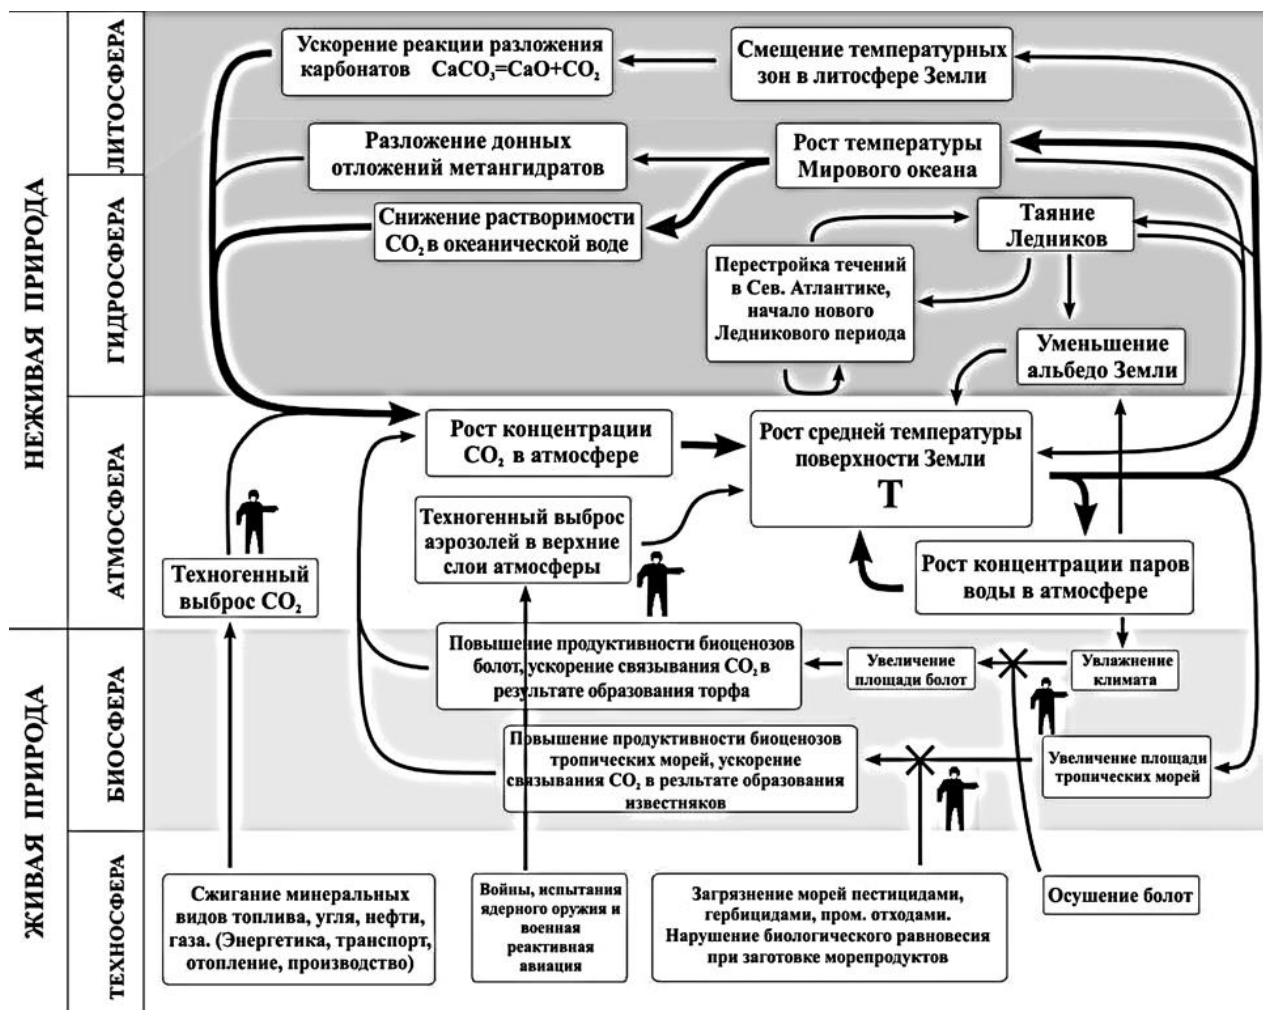 НЕЖИВАЯ ПРИРОДА
ЖИВАЯ ПРИРОДА
ЛИТОСФЕРА
ГИДРОСФЕРА
АТМОСФЕРА
БИОСФЕРА
ТЕХНОСФЕРА
Ускорение реакции разложения
карбонатов CaCO₃=CaO+CO₂
Смещение температурных
зон в литосфере Земли
Разложение донных
отложений метангидратов
Рост температуры
Мирового океана
Снижение растворимости
CO₂ в океанической воде
Таяние
Ледников
Перестройка течений
в Сев. Атлантике,
начало нового
Ледникового периода
Уменьшение
альбедо Земли
Рост концентрации
CO₂ в атмосфере
Рост средней температуры
поверхности Земли
Т
Техногенный выброс
аэрозолей в верхние
слои атмосферы
Техногенный
выброс CO₂
Рост концентрации паров
воды в атмосфере
Повышение продуктивности биоценозов
болот, ускорение связывания CO₂ в
результате образования торфа
Увеличение
площади болот
Увлажнение
климата
Повышение продуктивности биоценозов
тропических морей, ускорение
связывания CO₂ в резльтате образования
известняков
Увеличение площади
тропических морей
Сжигание минеральных
видов топлива, угля, нефти,
газа. (Энергетика, транспорт,
отопление, производство)
Войны, испытания
ядерного оружия и
военная
реактивная
авиация
Загрязнение морей пестицидами,
гербицидами, пром. отходами.
Нарушение биологического равновесия
при заготовке морепродуктов
Осушение болот